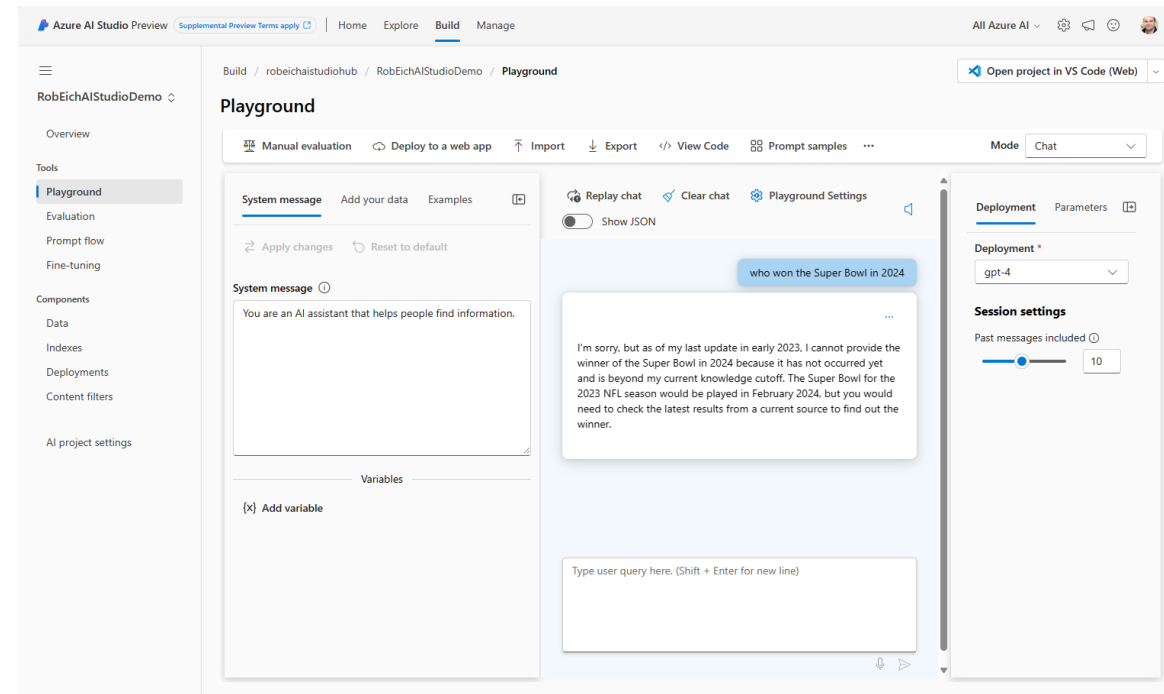 Azure AI Studio Preview Supplemental Preview Terms apply Home Explore Build Manage All Azure AI
RobEichAIStudioDemo
Overview
Tools
Playground
Evaluation
Prompt flow
Fine-tuning
Components
Data
Indexes
Deployments
Content filters
AI project settings
Build / robeichaistudiohub / RobEichAIStudioDemo / Playground
Open project in VS Code (Web)
Playground
Manual evaluation Deploy to a web app Import Export </> View Code Prompt samples ... Mode Chat
System message Add your data Examples
Apply changes Reset to default
System message
You are an AI assistant that helps people find information.
Variables
{x} Add variable
Replay chat Clear chat Playground Settings
Show JSON
who won the Super Bowl in 2024
...
I'm sorry, but as of my last update in early 2023, I cannot provide the
winner of the Super Bowl in 2024 because it has not occurred yet
and is beyond my current knowledge cutoff. The Super Bowl for the
2023 NFL season would be played in February 2024, but you would
need to check the latest results from a current source to find out the
winner.
Type user query here. (Shift + Enter for new line)
Deployment Parameters
Deployment *
gpt-4
Session settings
Past messages included
10